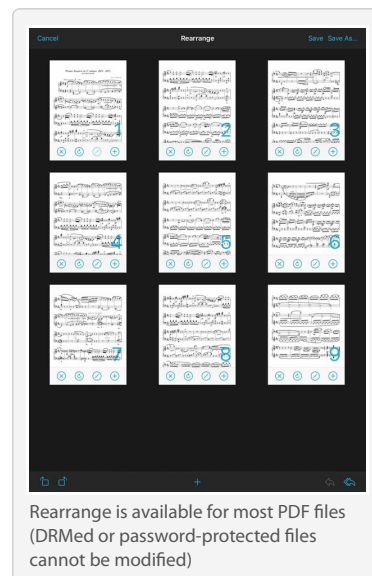 Cancel Rearrange Save Save As...
1 2 3
4 5 6
7 8 9
Rearrange is available for most PDF files
(DRMed or password-protected files
cannot be modified)